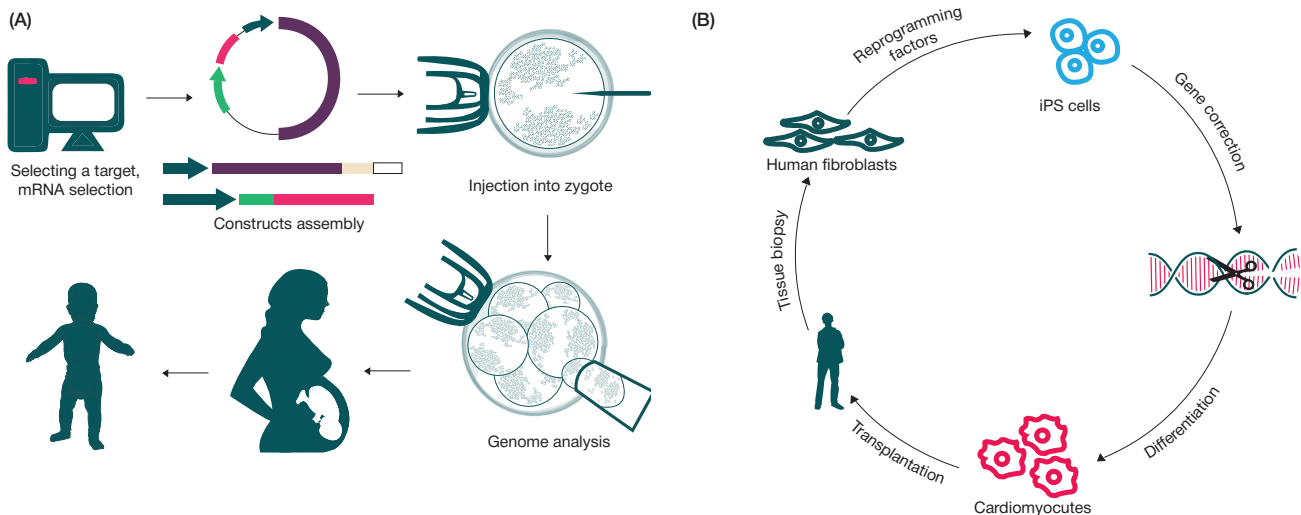 (A)
Selecting a target,
mRNA selection
Constructs assembly
Injection into zygote
Genome analysis
(B)
Reprogramming
factors
iPS cells
Gene correction
Human fibroblasts
Tissue biopsy
Differentiation
Transplantation
Cardiomyocutes